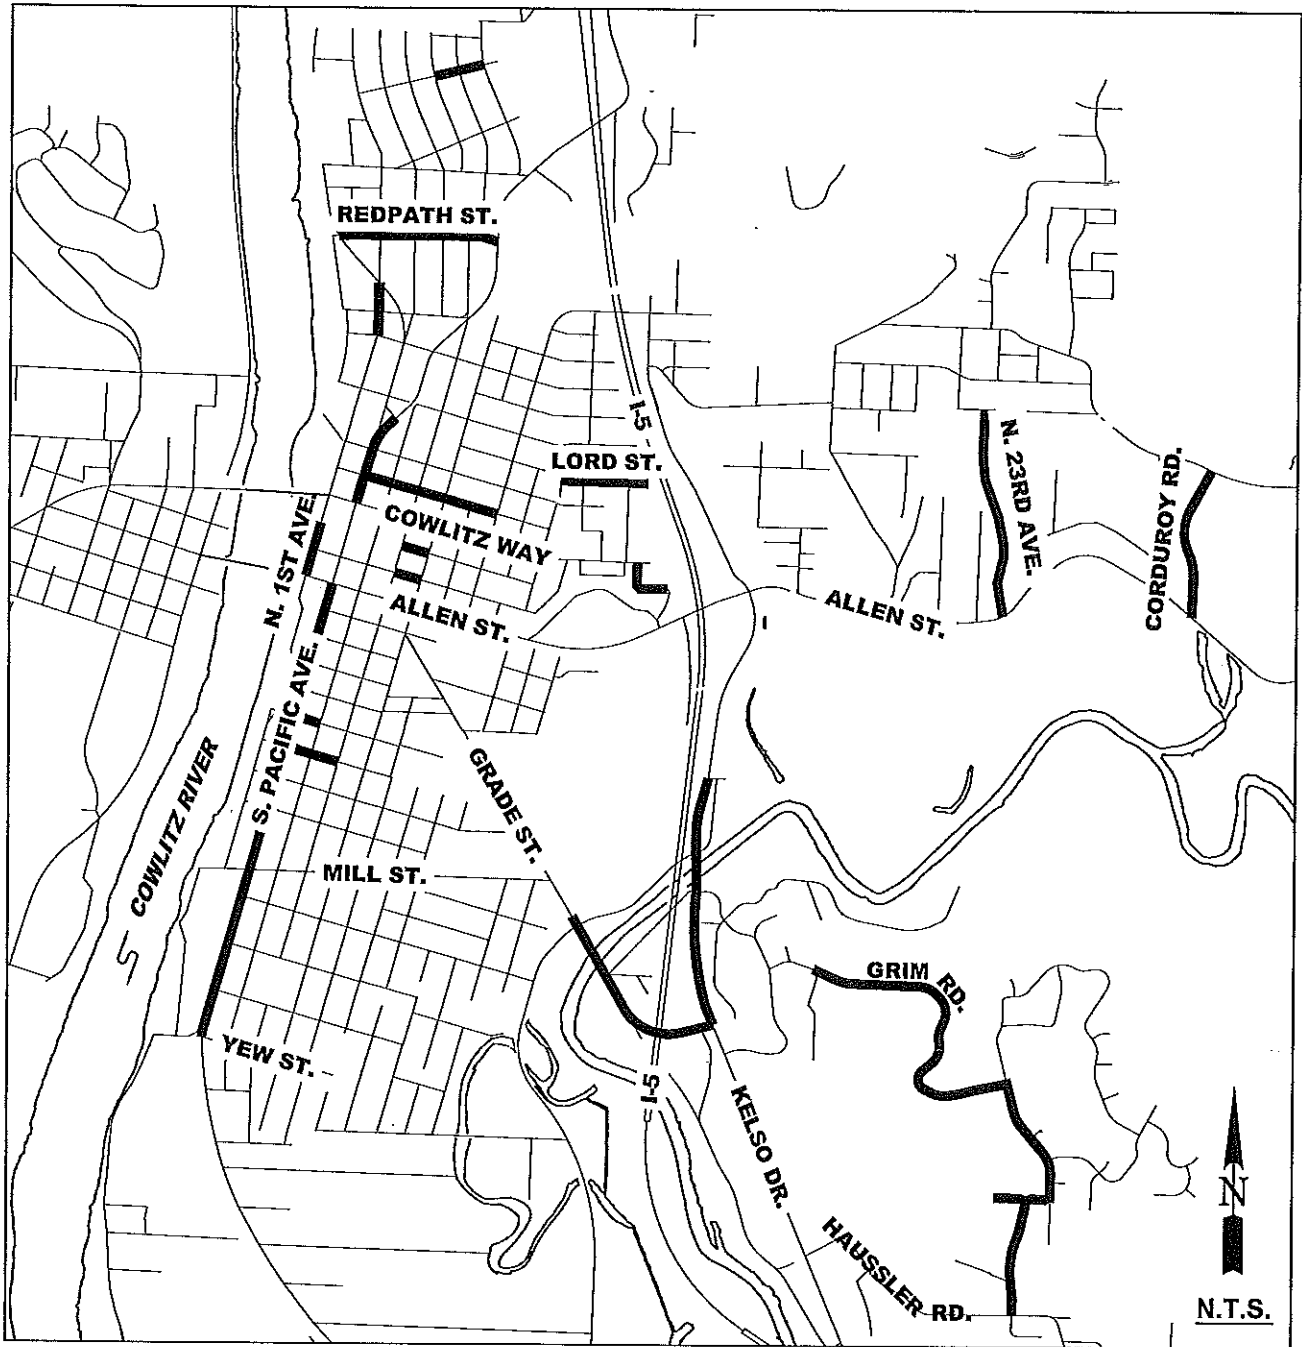 REDPATH ST.
I-5
LORD ST.
N. 23RD AVE.
CORDUROY RD.
N. 1ST AVE.
COWLITZ WAY
ALLEN ST.
ALLEN ST.
S. PACIFIC AVE.
GRADE ST.
COWLITZ RIVER
MILL ST.
GRIM RD.
YEW ST.
I-5
KELSO DR.
HAUSSLER RD.
N
N.T.S.